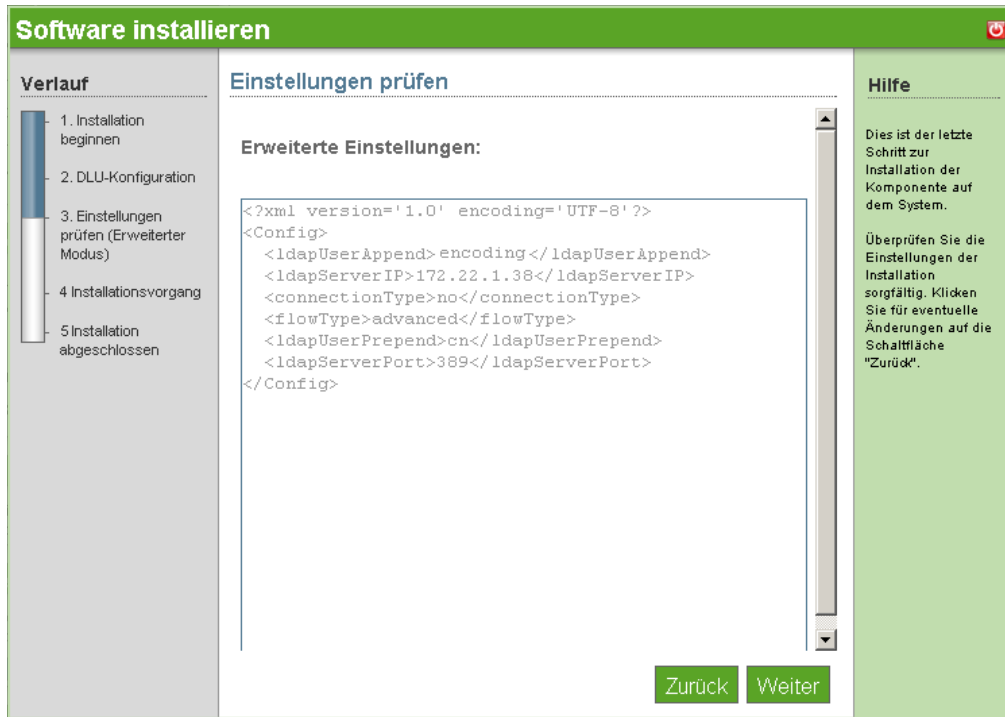 Software installieren
Verlauf
1. Installation
beginnen
2. DLU-Konfiguration
3. Einstellungen
prüfen (Erweiterter
Modus)
4 Installationsvorgang
5 Installation
abgeschlossen
Einstellungen prüfen
Erweiterte Einstellungen:
<?xml version='1.0' encoding='UTF-8'?>
<Config>
  <ldapUserAppend>encoding</ldapUserAppend>
  <ldapServerIP>172.22.1.38</ldapServerIP>
  <connectionType>no</connectionType>
  <flowType>advanced</flowType>
  <ldapUserPrepend>cn</ldapUserPrepend>
  <ldapServerPort>389</ldapServerPort>
</Config>
Zurück
Weiter
Hilfe
Dies ist der letzte
Schritt zur
Installation der
Komponente auf
dem System.
Überprüfen Sie die
Einstellungen der
Installation
sorgfältig. Klicken
Sie für eventuelle
Änderungen auf die
Schaltfläche
"Zurück".